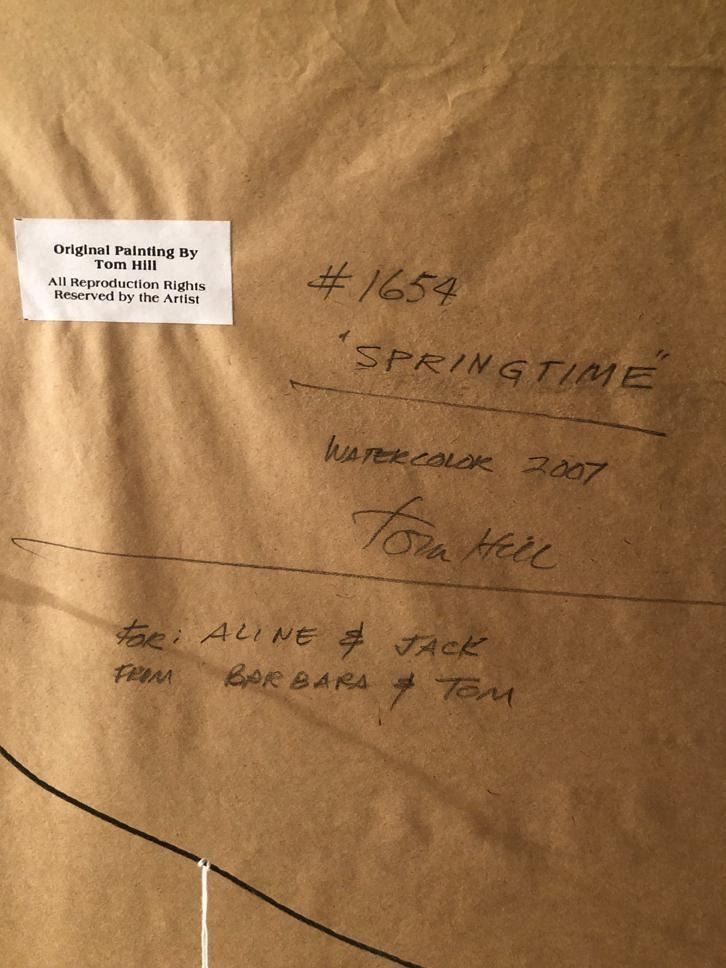 Original Painting By
Tom Hill
All Reproduction Rights
Reserved by the Artist
# 1654
"SPRINGTIME"
WATERCOLOR 2007
Tom Hill
FOR: ALINE & JACK
FROM BARBARA & TOM